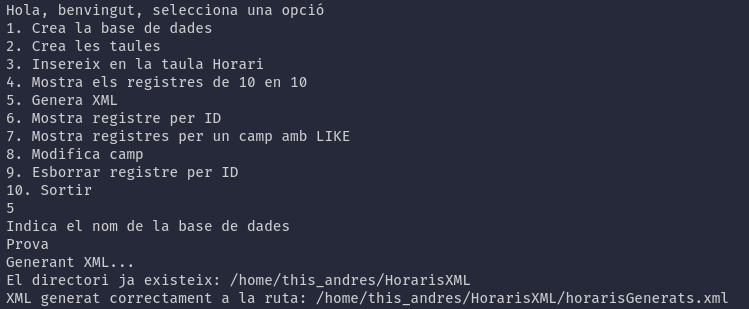 Hola, benvingut, selecciona una opció
1. Crea la base de dades
2. Crea les taules
3. Insereix en la taula Horari
4. Mostra els registres de 10 en 10
5. Genera XML
6. Mostra registre per ID
7. Mostra registres per un camp amb LIKE
8. Modifica camp
9. Esborrar registre per ID
10. Sortir
5
Indica el nom de la base de dades
Prova
Generant XML...
El directori ja existeix: /home/this_andres/HorarisXML
XML generat correctament a la ruta: /home/this_andres/HorarisXML/horarisGenerats.xml